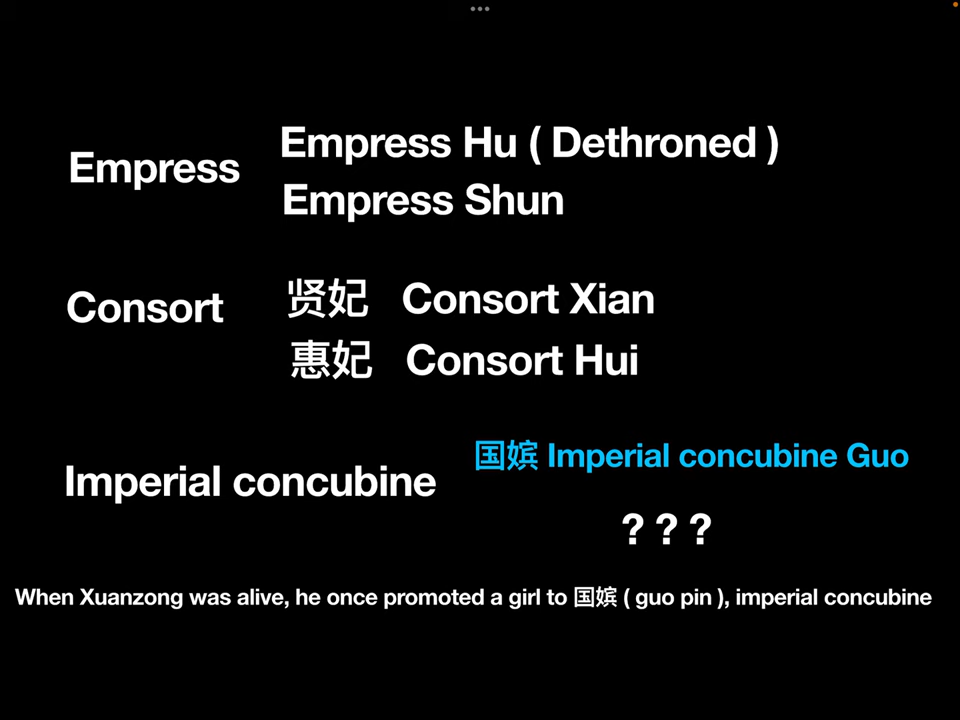 Empress
Empress Hu ( Dethroned )
Empress Shun
Consort
贤妃 Consort Xian
惠妃 Consort Hui
Imperial concubine
国嫔 Imperial concubine Guo
? ? ?
When Xuanzong was alive, he once promoted a girl to 国嫔 ( guo pin ), imperial concubine